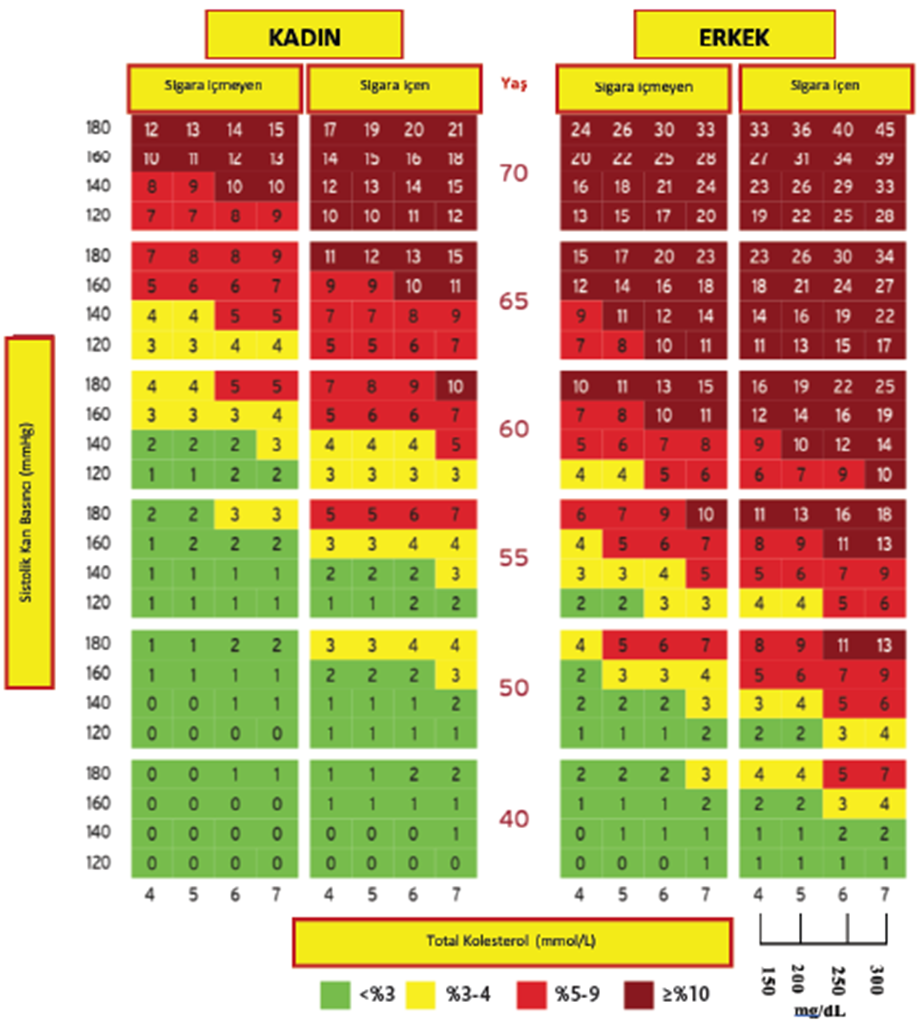 KADIN ERKEK
Sigara içmeyen Sigara içen Yaş Sigara içmeyen Sigara içen
180 12 13 14 15 17 19 20 21 24 26 30 33 33 36 40 45
160 10 11 12 13 14 15 16 18 20 22 25 28 27 31 34 39
70
140 8 9 10 10 12 13 14 15 16 18 21 24 23 26 29 33
120 7 7 8 9 10 10 11 12 13 15 17 20 19 22 25 28
180 7 8 8 9 11 12 13 15 15 17 20 23 23 26 30 34
160 5 6 6 7 9 9 10 11 12 14 16 18 18 21 24 27
65
140 4 4 5 5 7 7 8 9 9 11 12 14 14 16 19 22
120 3 3 4 4 5 5 6 7 7 8 10 11 11 13 15 17
180 4 4 5 5 7 8 9 10 10 11 13 15 16 19 22 25
160 3 3 3 4 5 6 6 7 7 8 10 11 12 14 16 19
60
140 2 2 2 3 4 4 4 5 5 6 7 8 9 10 12 14
120 1 1 2 2 3 3 3 3 4 4 5 6 6 7 9 10
Sistolik Kan Basıncı (mmHg)
180 2 2 3 3 5 5 6 7 6 7 9 10 11 13 16 18
160 1 2 2 2 3 3 4 4 4 5 6 7 8 9 11 13
55
140 1 1 1 1 2 2 2 3 3 3 4 5 5 6 7 9
120 1 1 1 1 1 1 2 2 2 2 3 3 4 4 5 6
180 1 1 2 2 3 3 4 4 4 5 6 7 8 9 11 13
160 1 1 1 1 2 2 2 3 2 3 3 4 5 6 7 9
50
140 0 0 1 1 1 1 1 2 2 2 2 3 3 4 5 6
120 0 0 0 0 1 1 1 1 1 1 1 2 2 2 3 4
180 0 0 1 1 1 1 2 2 2 2 2 3 4 4 5 7
160 0 0 0 0 1 1 1 1 1 1 1 2 2 2 3 4
40
140 0 0 0 0 0 0 0 1 0 1 1 1 1 1 2 2
120 0 0 0 0 0 0 0 0 0 0 0 1 1 1 1 1
4 5 6 7 4 5 6 7 4 5 6 7 4 5 6 7
Total Kolesterol (mmol/L)
150 200 250 300
mg/dL
<%3 %3-4 %5-9 ≥%10